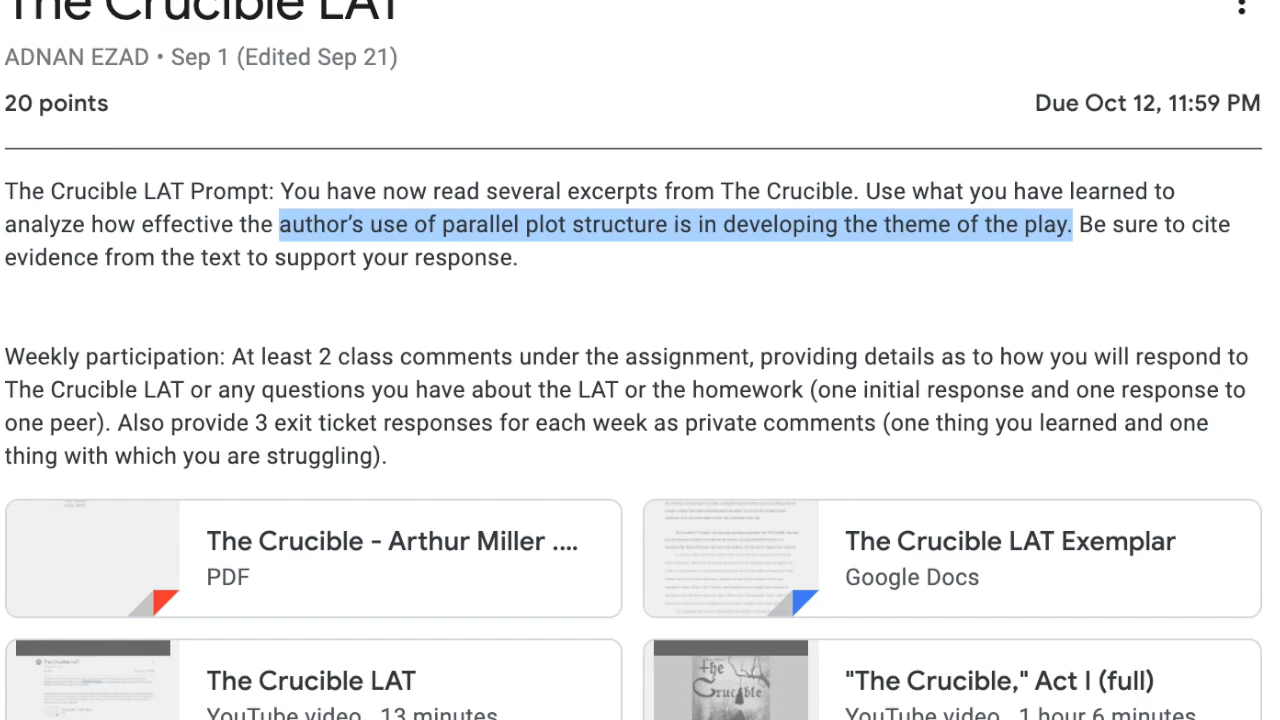 The Crucible LAT
ADNAN EZAD • Sep 1 (Edited Sep 21)
20 points
Due Oct 12, 11:59 PM
The Crucible LAT Prompt: You have now read several excerpts from The Crucible. Use what you have learned to
analyze how effective the author’s use of parallel plot structure is in developing the theme of the play. Be sure to cite
evidence from the text to support your response.
Weekly participation: At least 2 class comments under the assignment, providing details as to how you will respond to
The Crucible LAT or any questions you have about the LAT or the homework (one initial response and one response to
one peer). Also provide 3 exit ticket responses for each week as private comments (one thing you learned and one
thing with which you are struggling).
The Crucible - Arthur Miller ....
PDF
The Crucible LAT Exemplar
Google Docs
The Crucible LAT
YouTube video 13 minutes
the
Crucible
"The Crucible," Act I (full)
YouTube video 1 hour 6 minutes